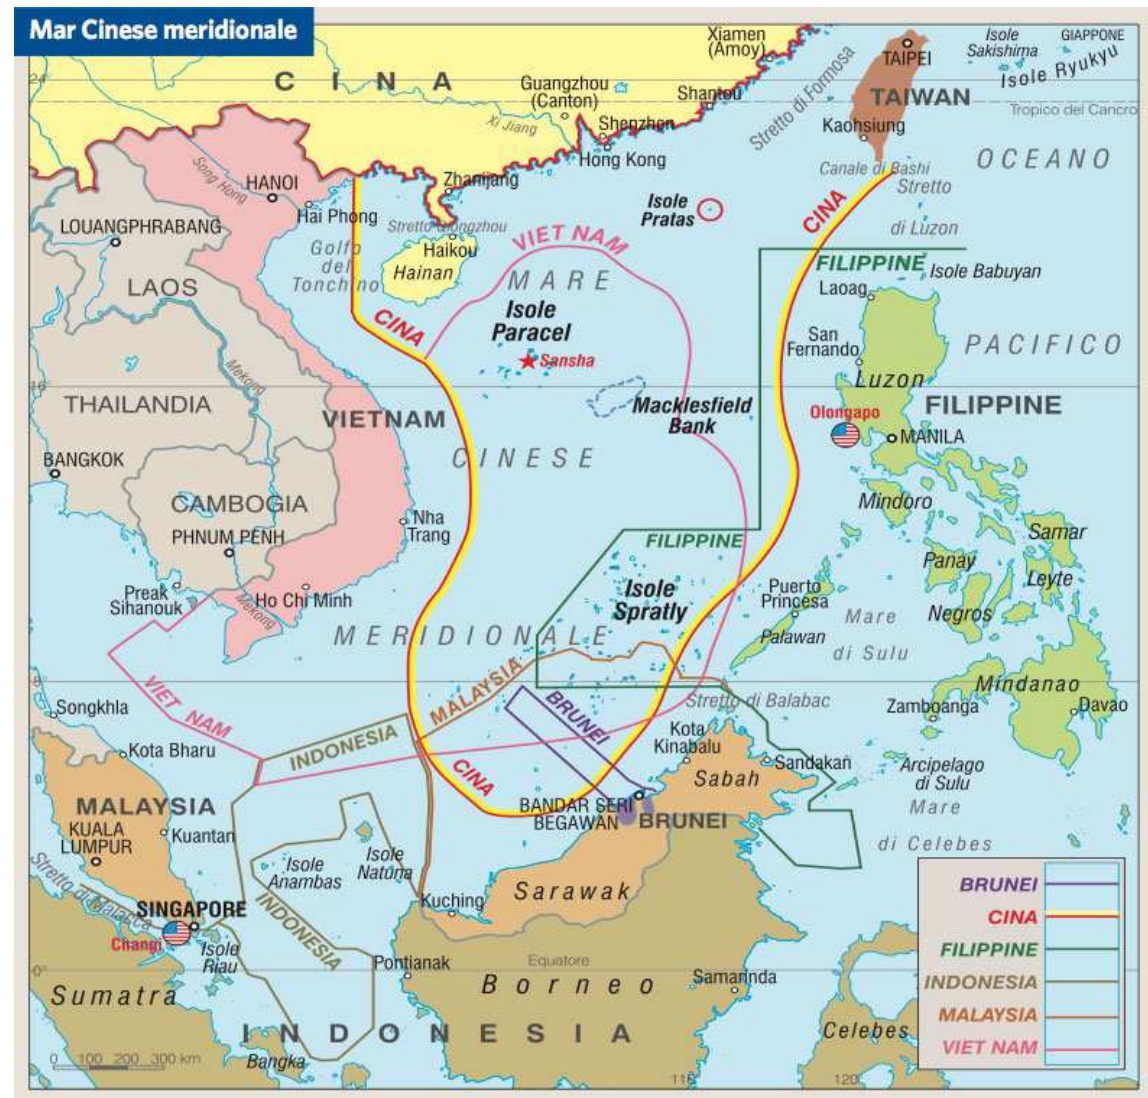 Mar Cinese meridionale
Xiamen
(Amoy)
TAIPEI
Isole
Sakishima
GIAPPONE
Isole Ryukyu
CINA
24°
Guangzhou
(Canton)
Shantou
Stretto di Formosa
TAIWAN
Tropico del Cancro
Xi Jiang
Shenzhen
Hong Kong
Kaohsiung
OCEANO
Song Hong
HANOI
Zhanjiang
Canale di Bashi
Stretto
di Luzon
Isole
Pratas
CINA
LOUANGPHRABANG
Hai Phong
Stretto Qiongzhou
Haikou
Hainan
VIET NAM
Golfo
del
Tonchino
MARE
FILIPPINE
Isole Babuyan
Laoag
LAOS
Isole
Paracel
Sansha
CINA
San
Fernando
PACIFICO
Mekong
16°
Luzon
THAILANDIA
VIETNAM
Macklesfield
Bank
Olongapo
FILIPPINE
MANILA
BANGKOK
CINESE
CAMBOGIA
PHNUM PENH
Nha
Trang
Mindoro
Samar
FILIPPINE
Panay
Leyte
Preak
Sihanouk
Mekong
Ho Chi Minh
Isole
Spratly
Puerto
Princesa
Negros
MERIDIONALE
Palawan
Mare
di Sulu
8°
MALAYSIA
VIET NAM
BRUNEI
Stretto di Balabac
Mindanao
Songkhla
Zamboanga
Davao
Kota Bharu
INDONESIA
Kota
Kinabalu
Sandakan
Sabah
CINA
Arcipelago
di Sulu
MALAYSIA
KUALA
LUMPUR
Kuantan
BANDAR SERI
BEGAWAN
BRUNEI
Mare
di Celebes
Isole
Anambas
Isole
Natuna
Stretto di Malacca
SINGAPORE
Changi
Isole
Riau
INDONESIA
Kuching
Sarawak
Pontianak
Equatore
0°
Sumatra
Borneo
Samarinda
INDONESIA
Celebes
Bangka
0 100 200 300 km
120°
BRUNEI
CINA
FILIPPINE
INDONESIA
MALAYSIA
VIET NAM